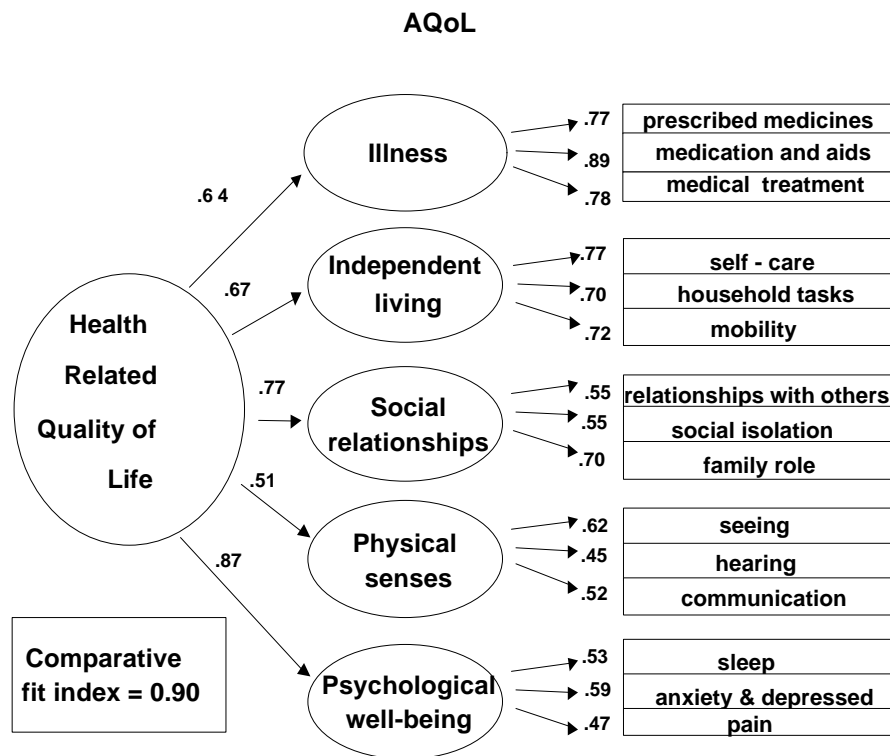 AQoL
Health
Related
Quality of
Life
.6 4
.67
.77
.51
.87
Illness
.77 prescribed medicines
.89 medication and aids
.78 medical treatment
Independent
living
.77 self - care
.70 household tasks
.72 mobility
Social
relationships
.55 relationships with others
.55 social isolation
.70 family role
Physical
senses
.62 seeing
.45 hearing
.52 communication
Psychological
well-being
.53 sleep
.59 anxiety & depressed
.47 pain
Comparative
fit index = 0.90